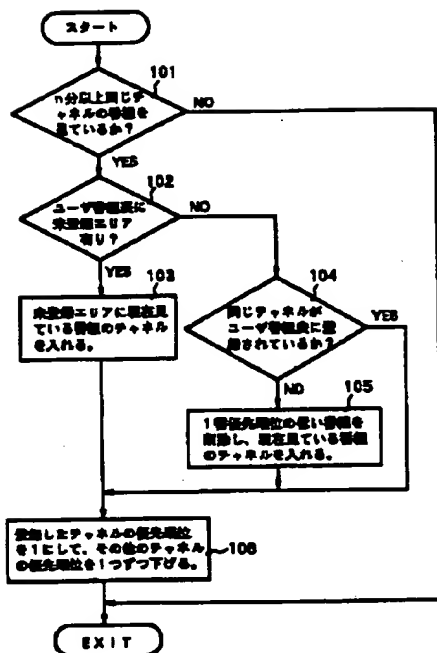 スタート
101
n分以上同じチャ
ネルの番組を
見ているか?
NO
YES
102
ユーザ番組表に
未登録エリア
有り?
NO
YES
103
未登録エリアに現在見
ている番組のチャネル
を入れる。
104
同じチャネルが
ユーザ番組表に登
録されているか?
YES
NO
105
1番優先順位の低い番組を
削除し、現在見ている番組
のチャネルを入れる。
登録したチャネルの優先順位
を1にして、その他のチャネル
の優先順位を1つずつ下げる。
106
EXIT